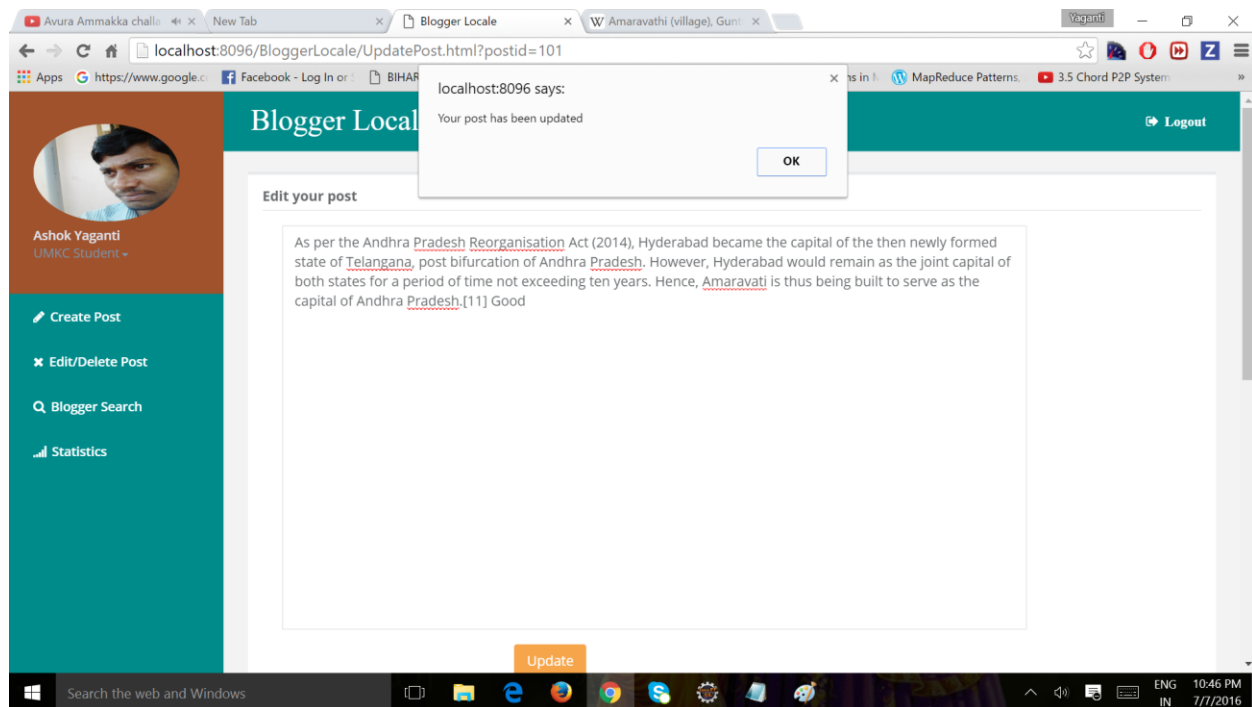 Avura Ammakka challa
New Tab
Blogger Locale
Amaravathi (village), Gunt
Yaganti
localhost:8096/BloggerLocale/UpdatePost.html?postid=101
Apps
https://www.google.c
Facebook - Log In or
BIHAR
ns in
MapReduce Patterns,
3.5 Chord P2P System
localhost:8096 says:
Your post has been updated
OK
Blogger Local
Logout
Ashok Yaganti
UMKC Student
Create Post
Edit/Delete Post
Blogger Search
Statistics
Edit your post
As per the Andhra Pradesh Reorganisation Act (2014), Hyderabad became the capital of the then newly formed
state of Telangana, post bifurcation of Andhra Pradesh. However, Hyderabad would remain as the joint capital of
both states for a period of time not exceeding ten years. Hence, Amaravati is thus being built to serve as the
capital of Andhra Pradesh.[11] Good
Update
Search the web and Windows
ENG
IN
10:46 PM
7/7/2016